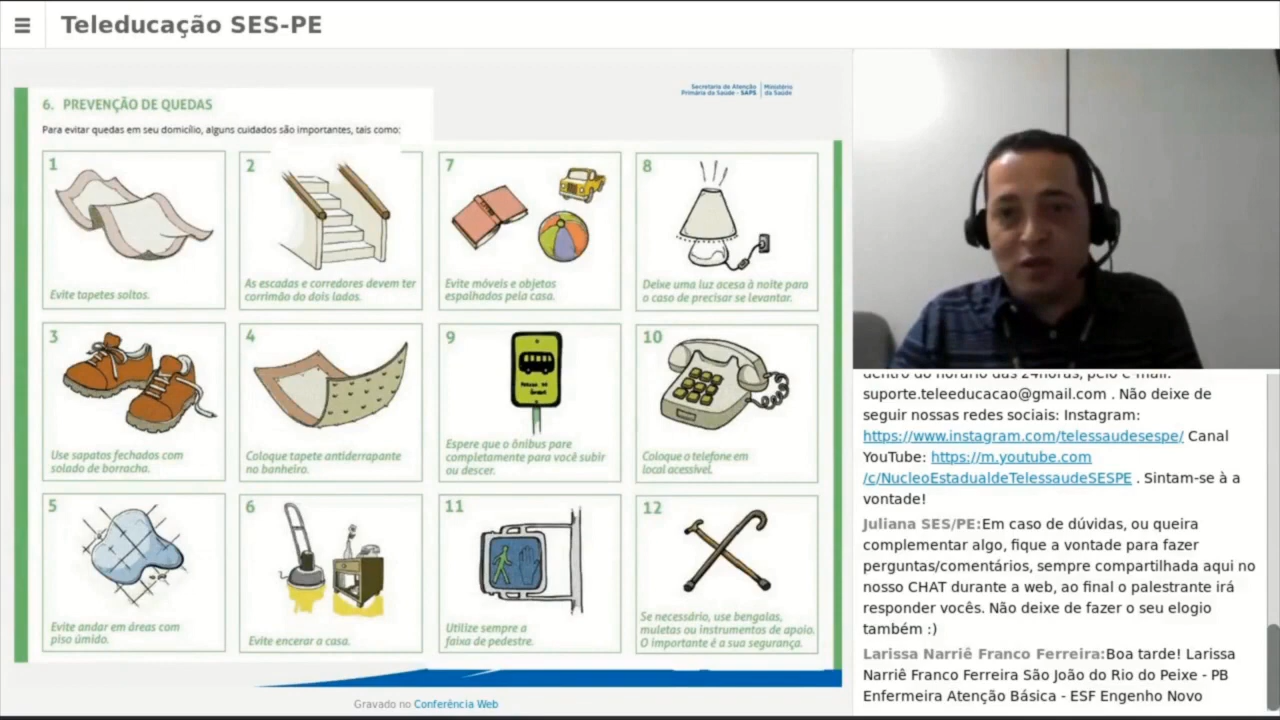 Teleducação SES-PE
Secretaria de Atenção
Primária da Saúde - SAPS
Ministério
da Saúde
6. PREVENÇÃO DE QUEDAS
Para evitar quedas em seu domicílio, alguns cuidados são importantes, tais como:
1
Evite tapetes soltos.
2
As escadas e corredores devem ter
corrimão do dois lados.
7
Evite móveis e objetos
espalhados pela casa.
8
Deixe uma luz acesa à noite para
o caso de precisar se levantar.
3
Use sapatos fechados com
solado de borracha.
4
Coloque tapete antiderrapante
no banheiro.
9
Espere que o ônibus pare
completamente para você subir
ou descer.
10
Coloque o telefone em
local acessível.
5
Evite andar em áreas com
piso úmido.
6
Evite encerar a casa.
11
Utilize sempre a
faixa de pedestre.
12
Se necessário, use bengalas,
muletas ou instrumentos de apoio.
O importante é a sua segurança.
Gravado no Conferência Web
dentro do horário das 24horas, pelo e-mail:
suporte.teleeducacao@gmail.com . Não deixe de
seguir nossas redes sociais: Instagram:
https://www.instagram.com/telessaudesespe/ Canal
YouTube: https://m.youtube.com
/c/NucleoEstadualdeTelessaudeSESPE . Sintam-se à a
vontade!
Juliana SES/PE:Em caso de dúvidas, ou queira
complementar algo, fique a vontade para fazer
perguntas/comentários, sempre compartilhada aqui no
nosso CHAT durante a web, ao final o palestrante irá
responder vocês. Não deixe de fazer o seu elogio
também :)
Larissa Narriê Franco Ferreira:Boa tarde! Larissa
Narriê Franco Ferreira São João do Rio do Peixe - PB
Enfermeira Atenção Básica - ESF Engenho Novo